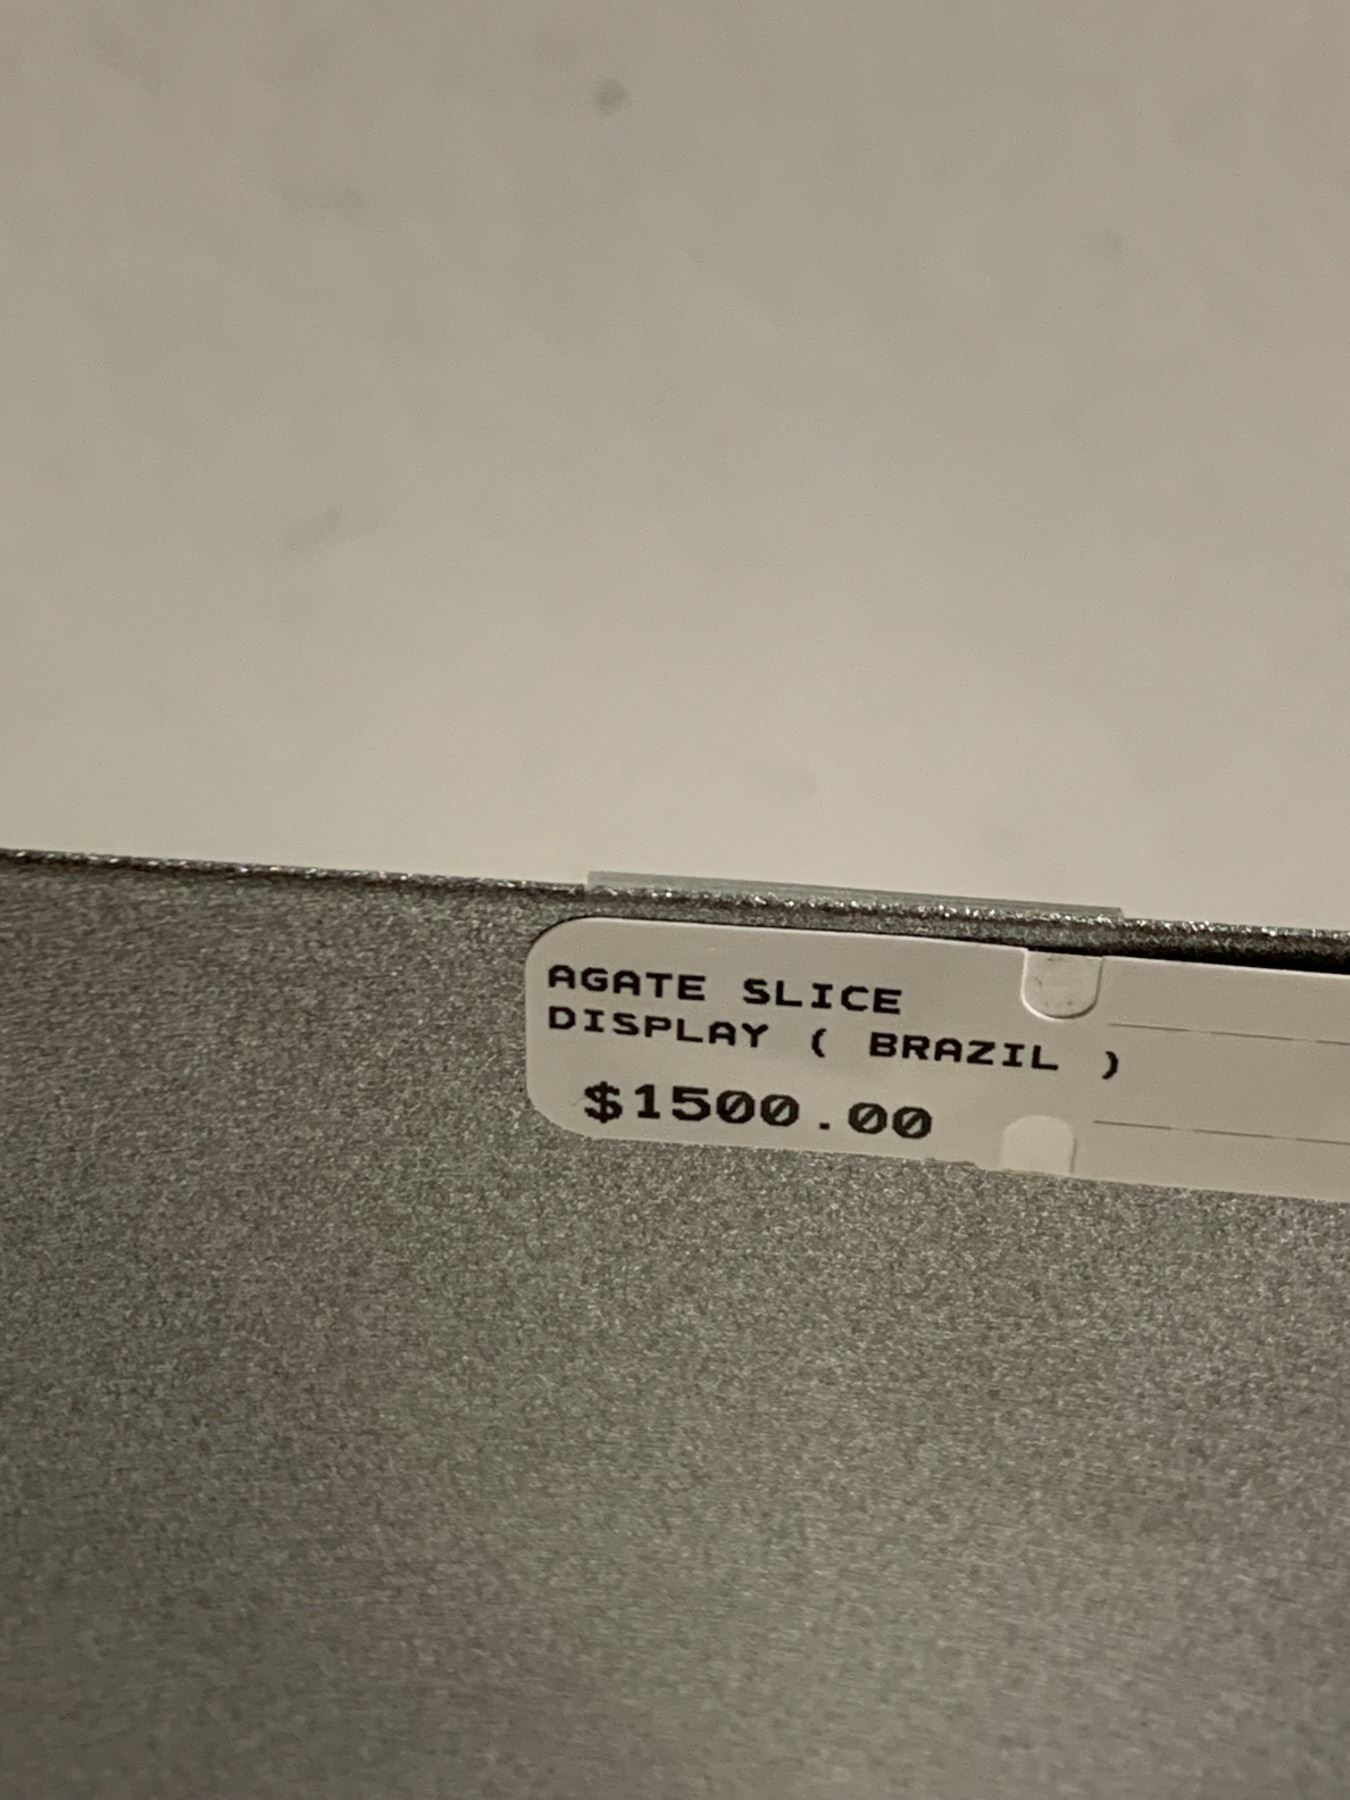 AGATE SLICE
DISPLAY ( BRAZIL )
$1500.00